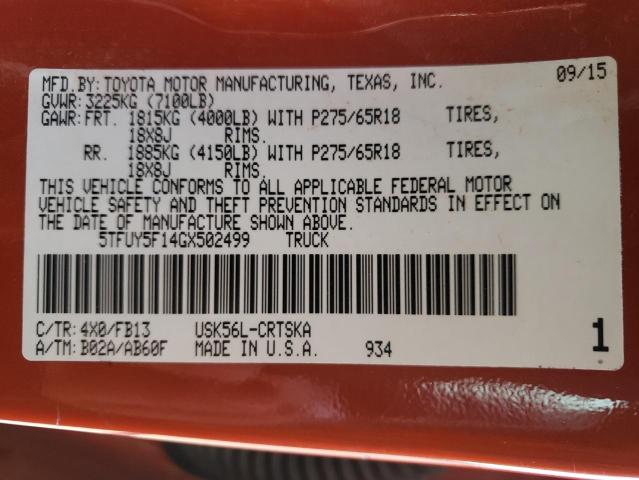 MFD.BY:TOYOTA MOTOR MANUFACTURING, TEXAS, INC. 09/15
GVWR:3225KG (7100LB)
GAWR:FRT. 1815KG (4000LB) WITH P275/65R18 TIRES,
18X8J RIMS.
RR. 1885KG (4150LB) WITH P275/65R18 TIRES,
18X8J RIMS.
THIS VEHICLE CONFORMS TO ALL APPLICABLE FEDERAL MOTOR
VEHICLE SAFETY AND THEFT PREVENTION STANDARDS IN EFFECT ON
THE DATE OF MANUFACTURE SHOWN ABOVE.
5TFUY5F14GX502499 TRUCK
C/TR:4X0/FB13 USK56L-CRTSKA
A/TM:B02A/AB60F MADE IN U.S.A. 934 1